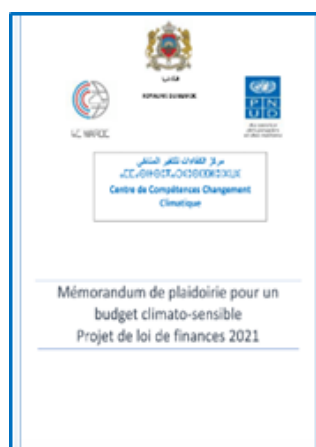 ROYAUME DU MAROC
4C MAROC
P N
U D
مركز الكفاءات للتغير المناخي
Centre de Compétences Changement
Climatique
Mémorandum de plaidoirie pour un
budget climato-sensible
Projet de loi de finances 2021